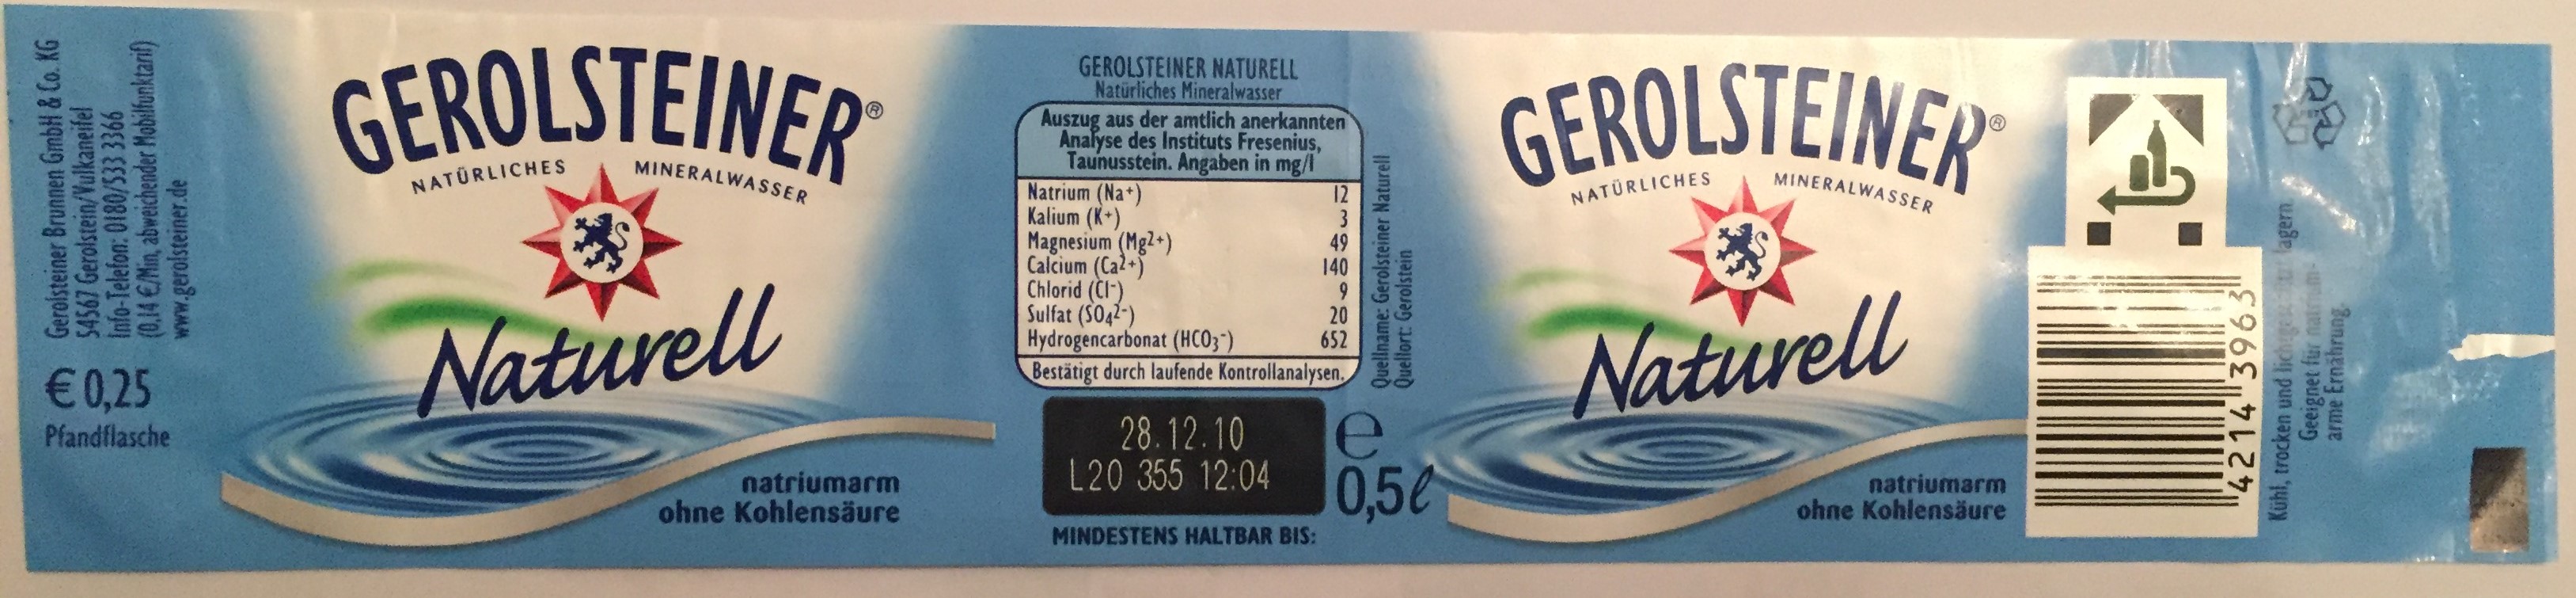 Gerolsteiner Brunnen GmbH & Co. KG
54567 Gerolstein/Vulkaneifel
Info-Telefon: 0180/533 3366
(0,14 €/Min, abweichender Mobilfunktarif)
www.gerolsteiner.de
€ 0,25
Pfandflasche
GEROLSTEINER®
NATÜRLICHES MINERALWASSER
Naturell
natriumarm
ohne Kohlensäure
GEROLSTEINER NATURELL
Natürliches Mineralwasser
Auszug aus der amtlich anerkannten
Analyse des Instituts Fresenius,
Taunusstein. Angaben in mg/l
Natrium (Na+) 12
Kalium (K+) 3
Magnesium (Mg2+) 49
Calcium (Ca2+) 140
Chlorid (Cl-) 9
Sulfat (SO42-) 20
Hydrogencarbonat (HCO3-) 652
Bestätigt durch laufende Kontrollanalysen.
28.12.10
L20 355 12:04
MINDESTENS HALTBAR BIS:
Quellname: Gerolsteiner Naturell
Quellort: Gerolstein
e
0,5ℓ
GEROLSTEINER®
NATÜRLICHES MINERALWASSER
Naturell
natriumarm
ohne Kohlensäure
4214 3963
Kühl, trocken und lagern.
Geeignet für natrium-
arme Ernährung.